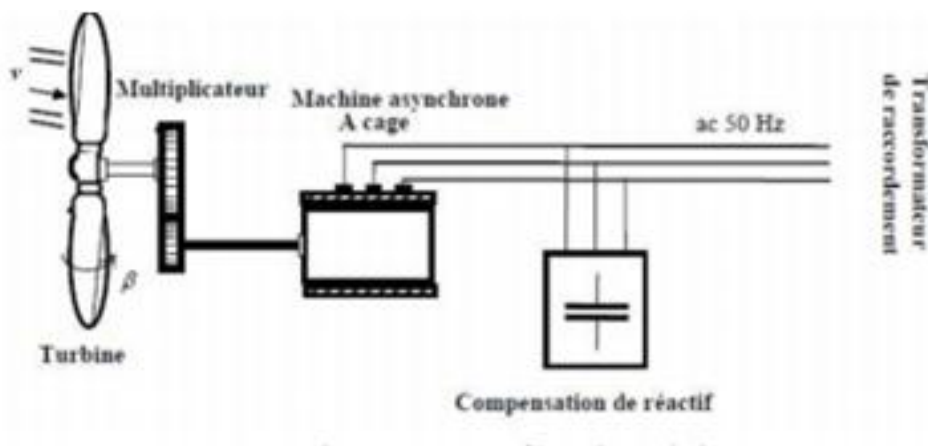 v
Multiplicateur
Machine asynchrone
A cage
ac 50 Hz
Transformateur
de raccordement
β
Turbine
Compensation de réactif